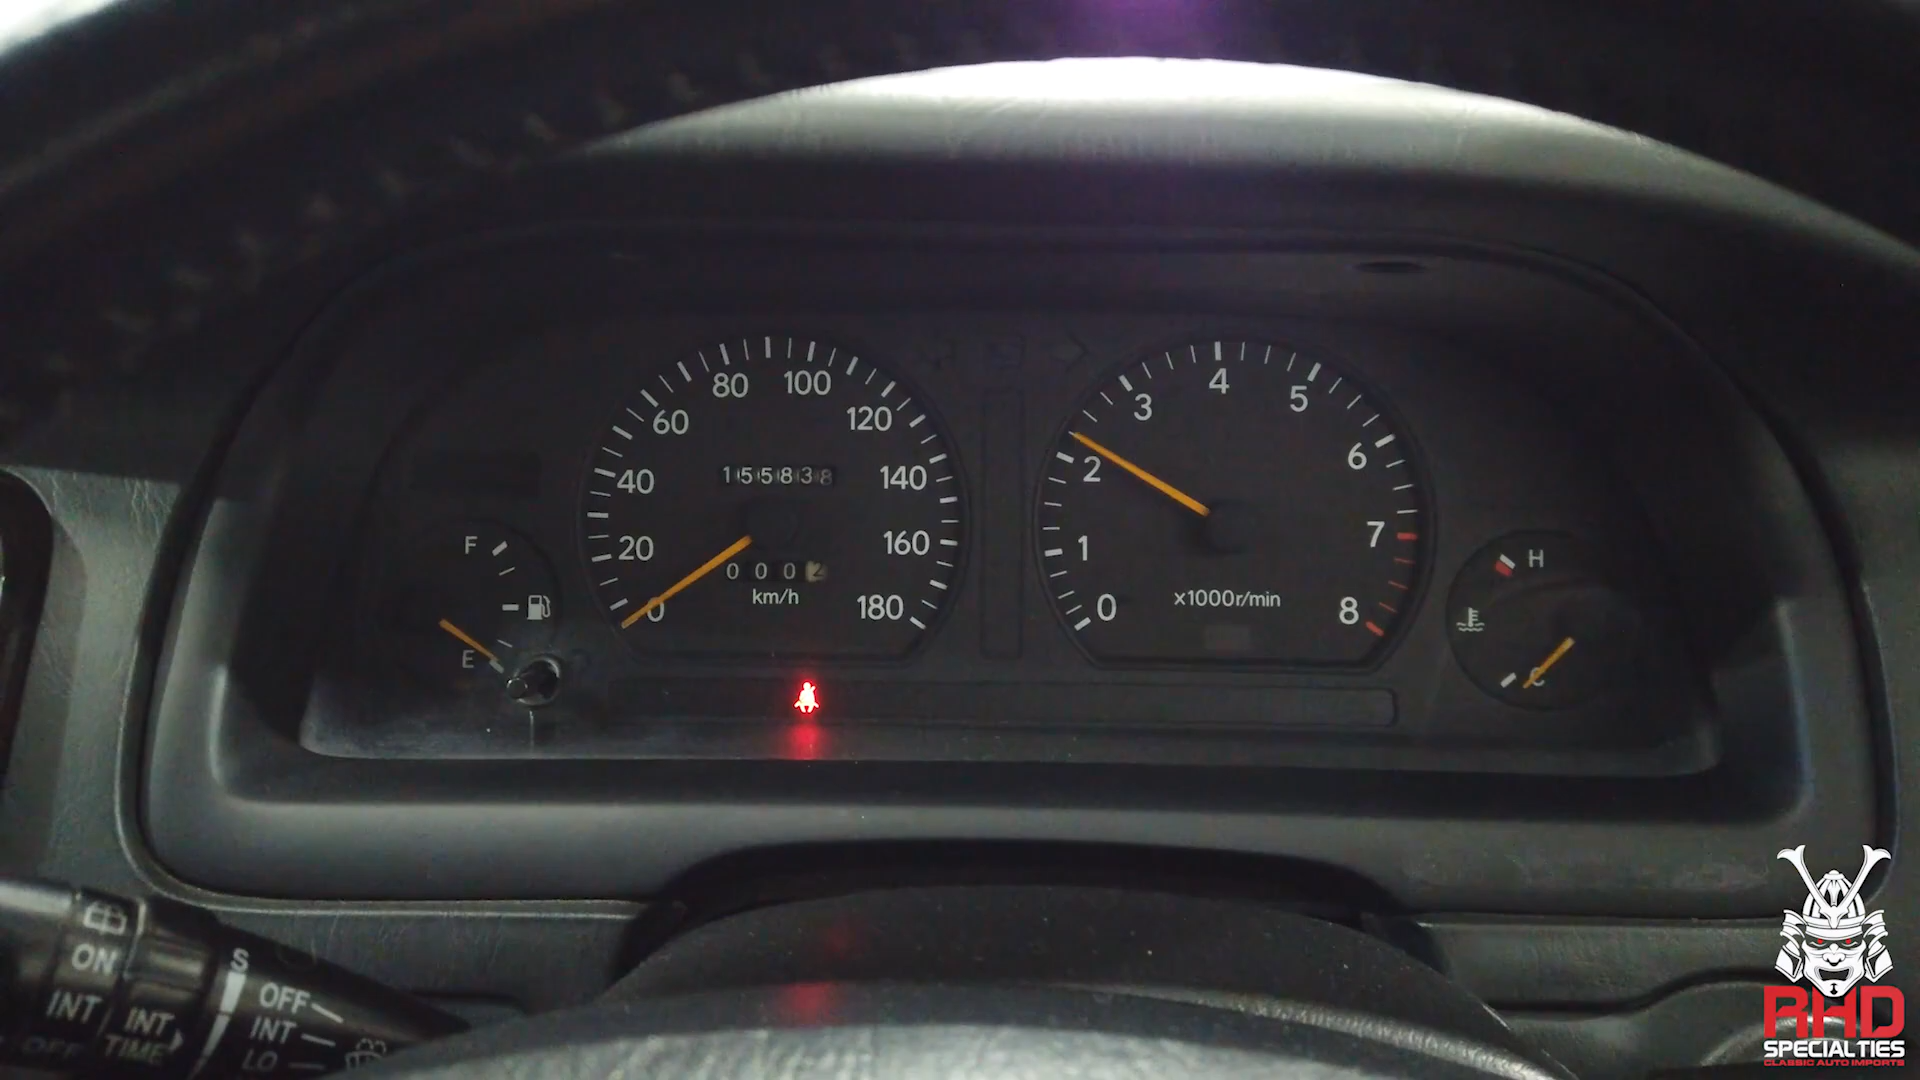 80 100
60 120
155838
40 140
20 160
0002
km/h
0 180
4
3 5
2 6
1 7
x1000r/min
0 8
F
E
H
C
ON
INT
OFF
INT
TIME
S
OFF
INT
LO
RHD
SPECIALTIES
CLASSIC AUTO IMPORTS